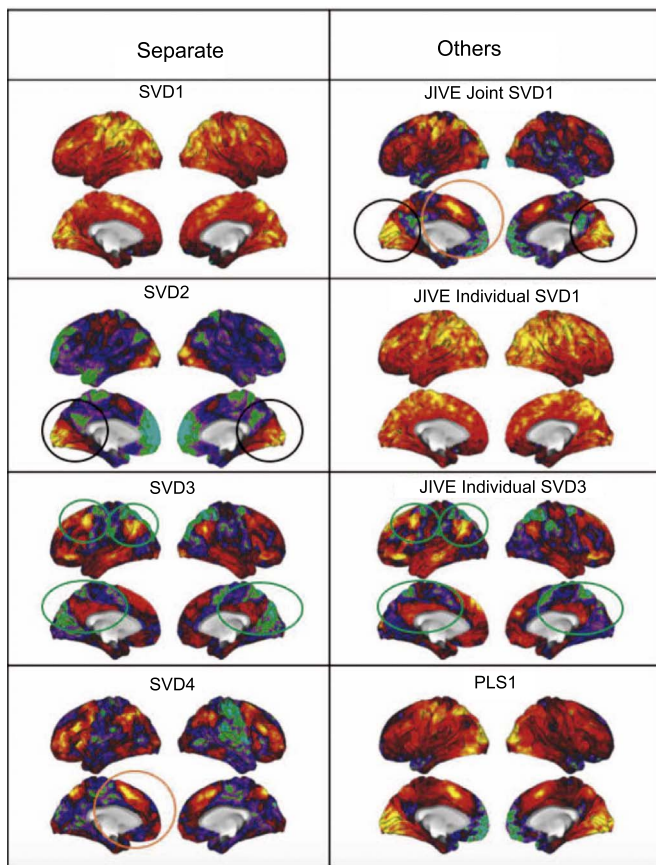 Separate
Others
SVD1
JIVE Joint SVD1
SVD2
JIVE Individual SVD1
SVD3
JIVE Individual SVD3
SVD4
PLS1